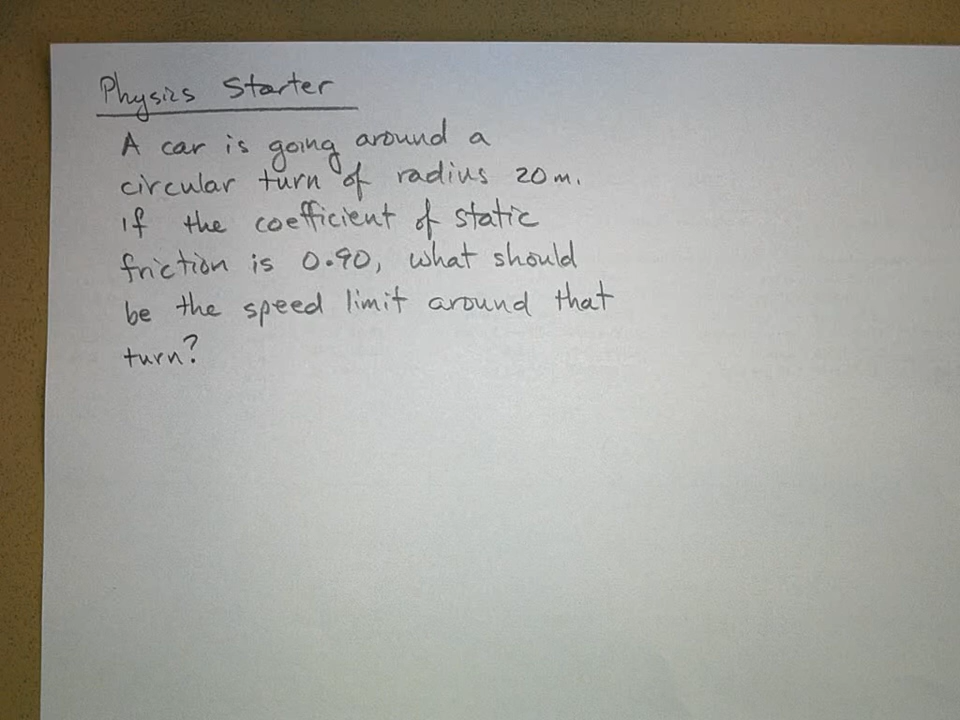 Physics Starter
A car is going around a
circular turn of radius 20m.
If the coefficient of static
friction is 0.90, what should
be the speed limit around that
turn?